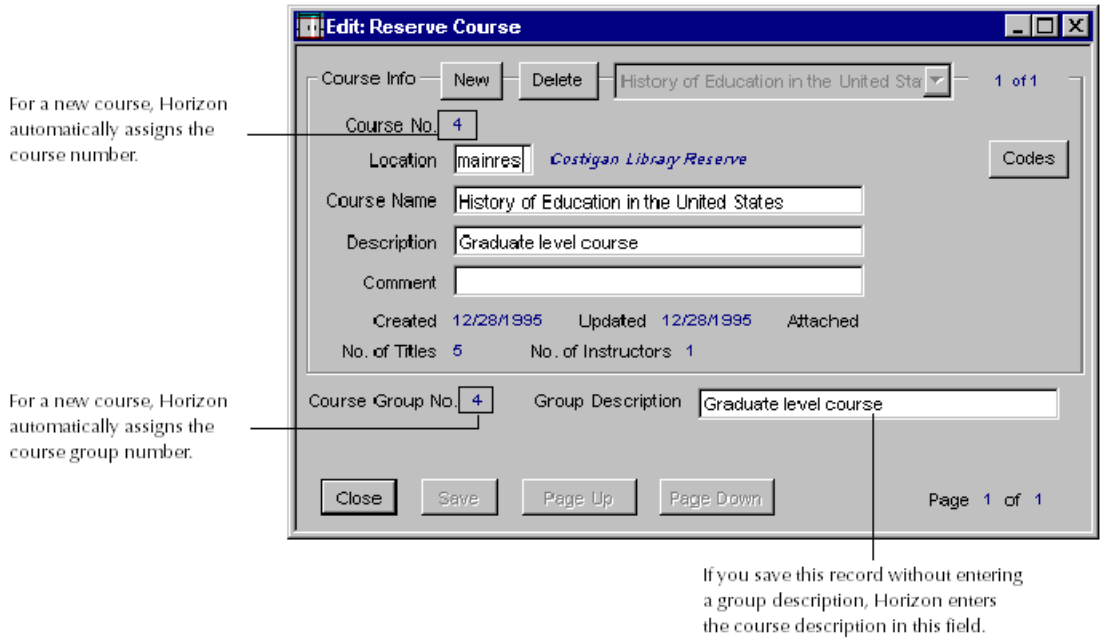 Edit: Reserve Course
Course Info New Delete History of Education in the United Sta 1 of 1
For a new course, Horizon
automatically assigns the
course number.
Course No. 4
Location mainres Costigan Library Reserve Codes
Course Name History of Education in the United States
Description Graduate level course
Comment
Created 12/28/1995 Updated 12/28/1995 Attached
No. of Titles 5 No. of Instructors 1
For a new course, Horizon
automatically assigns the
course group number.
Course Group No. 4 Group Description Graduate level course
Close Save Page Up Page Down Page 1 of 1
If you save this record without entering
a group description, Horizon enters
the course description in this field.